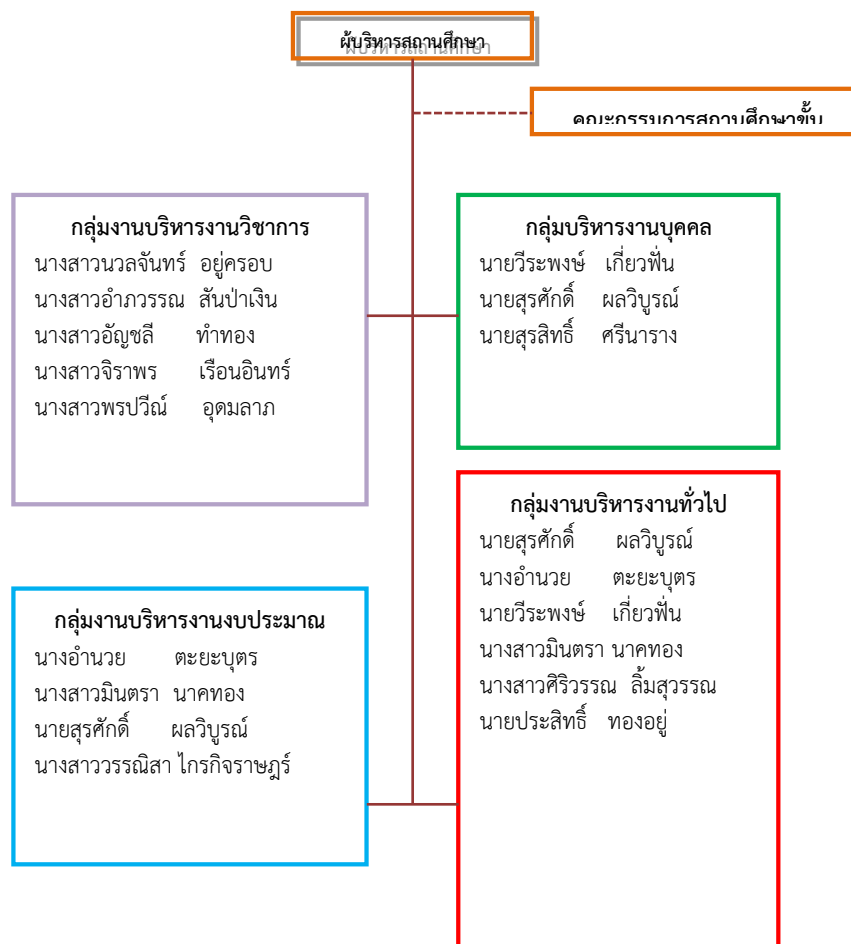 ผู้บริหารสถานศึกษา
คณะกรรมการสถานศึกษาขั้น
กลุ่มงานบริหารงานวิชาการ
นางสาวนวลจันทร์ อยู่ครอบ
นางสาวอำภวรรณ สันป่าเงิน
นางสาวอัญชลี ทำทอง
นางสาวจิราพร เรือนอินทร์
นางสาวพรปวีณ์ อุดมลาภ
กลุ่มบริหารงานบุคคล
นายวีระพงษ์ เกี่ยวฟั่น
นายสุรศักดิ์ ผลวิบูรณ์
นายสุรสิทธิ์ ศรีนาราง
กลุ่มงานบริหารงานงบประมาณ
นางอำนวย ตะยะบุตร
นางสาวมินตรา นาคทอง
นายสุรศักดิ์ ผลวิบูรณ์
นางสาววรรณิสา ไกรกิจราษฎร์
กลุ่มงานบริหารงานทั่วไป
นายสุรศักดิ์ ผลวิบูรณ์
นางอำนวย ตะยะบุตร
นายวีระพงษ์ เกี่ยวฟั่น
นางสาวมินตรา นาคทอง
นางสาวศิริวรรณ ลิ้มสุวรรณ
นายประสิทธิ์ ทองอยู่